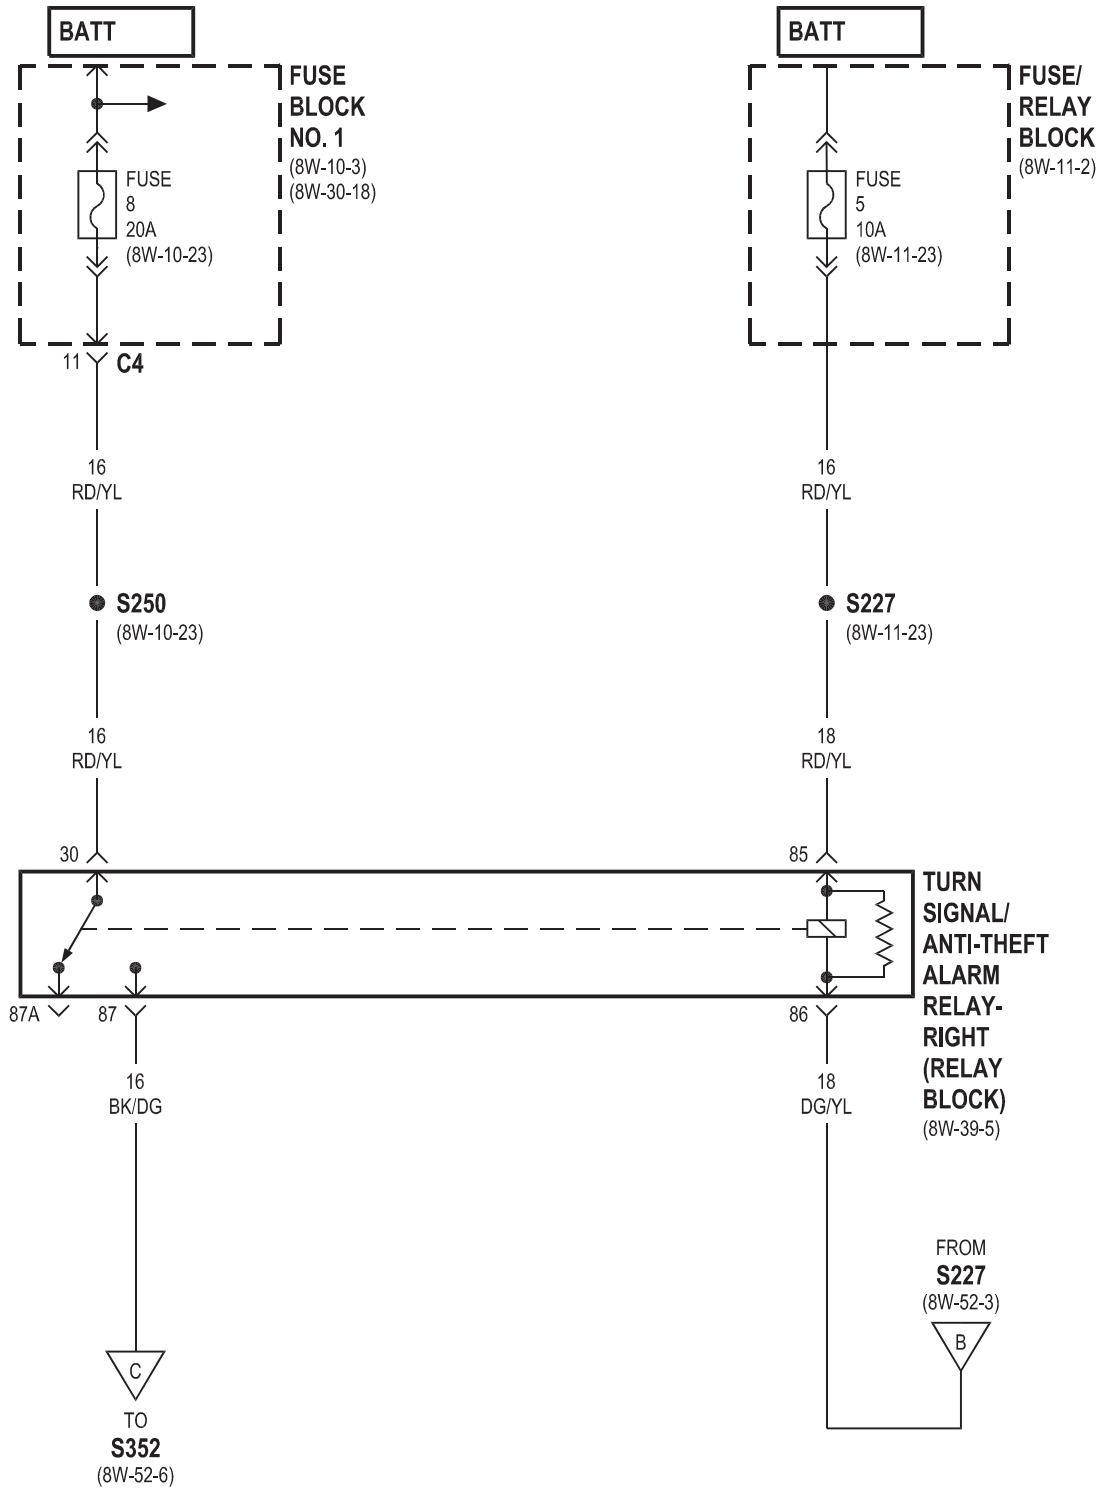 BATT
FUSE
BLOCK
NO. 1
(8W-10-3)
(8W-30-18)
FUSE
8
20A
(8W-10-23)
11
C4
16
RD/YL
S250
(8W-10-23)
16
RD/YL
30
BATT
FUSE/
RELAY
BLOCK
(8W-11-2)
FUSE
5
10A
(8W-11-23)
16
RD/YL
S227
(8W-11-23)
18
RD/YL
85
TURN
SIGNAL/
ANTI-THEFT
ALARM
RELAY-
RIGHT
(RELAY
BLOCK)
(8W-39-5)
87A
87
86
16
BK/DG
18
DG/YL
FROM
S227
(8W-52-3)
B
C
TO
S352
(8W-52-6)